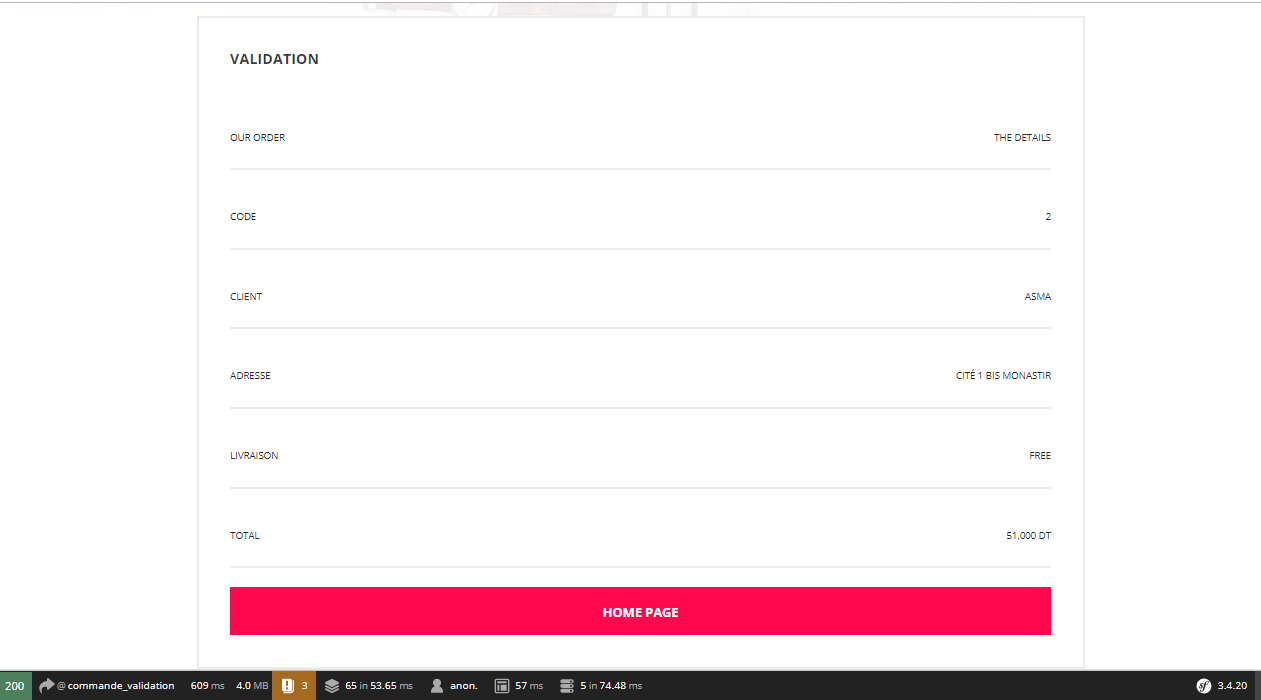 VALIDATION
OUR ORDER THE DETAILS
CODE 2
CLIENT ASMA
ADRESSE CITÉ 1 BIS MONASTIR
LIVRAISON FREE
TOTAL 51,000 DT
HOME PAGE
200 @ commande_validation 609 ms 4.0 MB 3 65 in 53.65 ms anon. 57 ms 5 in 74.48 ms sf 3.4.20